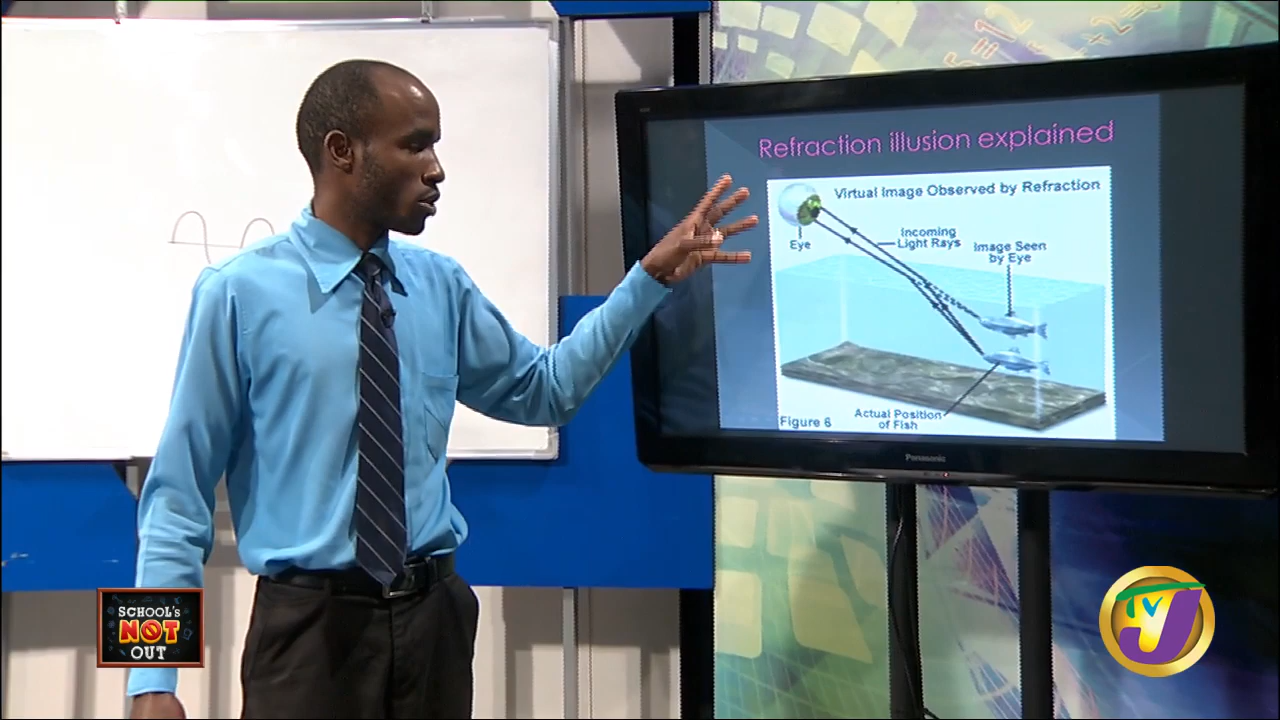 Refraction illusion explained
Virtual Image Observed by Refraction
Eye
Incoming
Light Rays
Image Seen
by Eye
Actual Position
of Fish
Figure 6
Panasonic
SCHOOL'S
NOT
OUT
TVJ